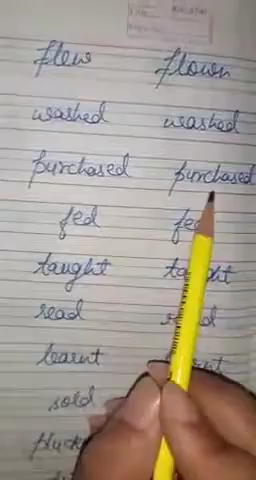 flew flown
washed washed
purchased purchased
fed
taught
read
learnt
sold